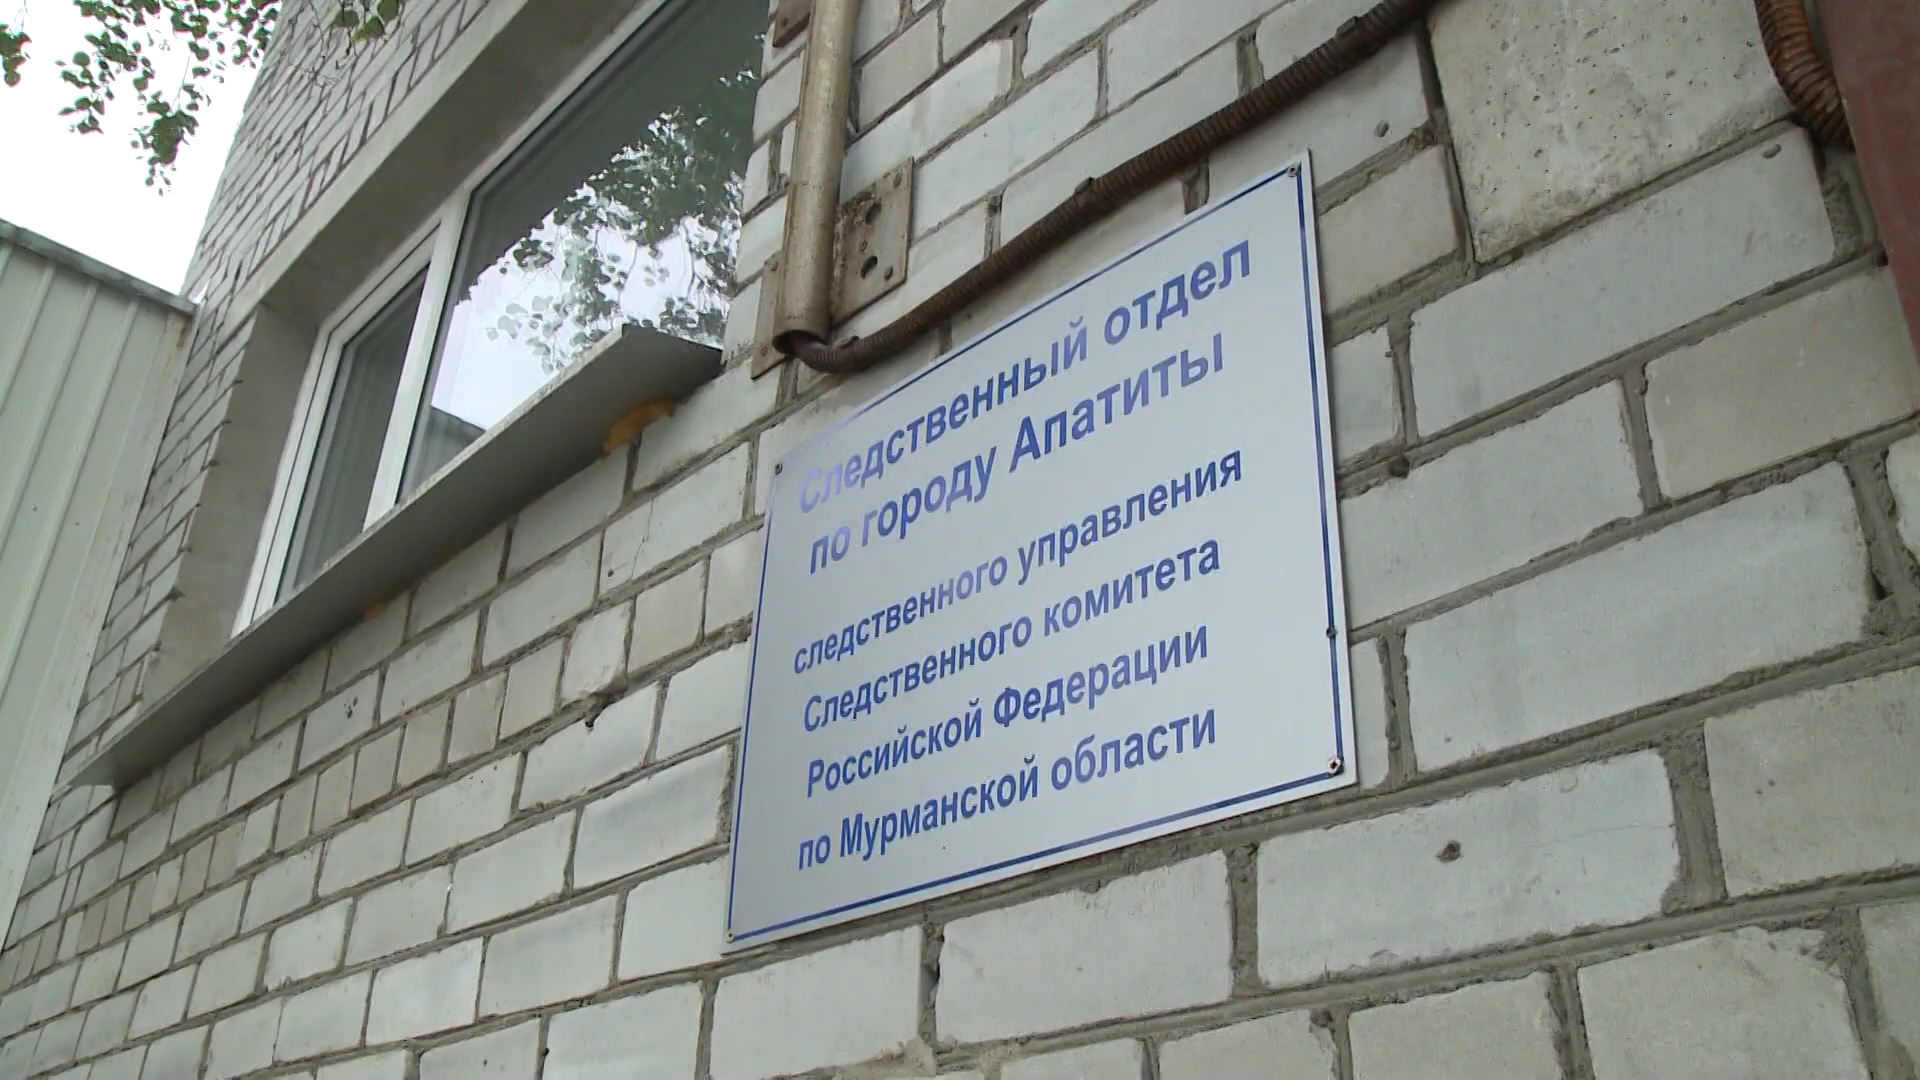 Следственный отдел
по городу Апатиты
следственного управления
Следственного комитета
Российской Федерации
по Мурманской области